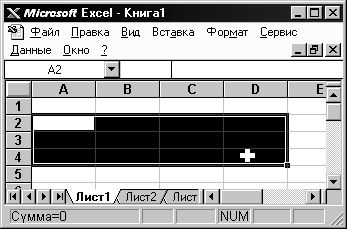 Microsoft Excel - Книга1
Файл Правка Вид Вставка Формат Сервис
Данные Окно ?
A2
A B C D E
1
2
3
4
5
Лист1 Лист2 Лист
Сумма=0 NUM